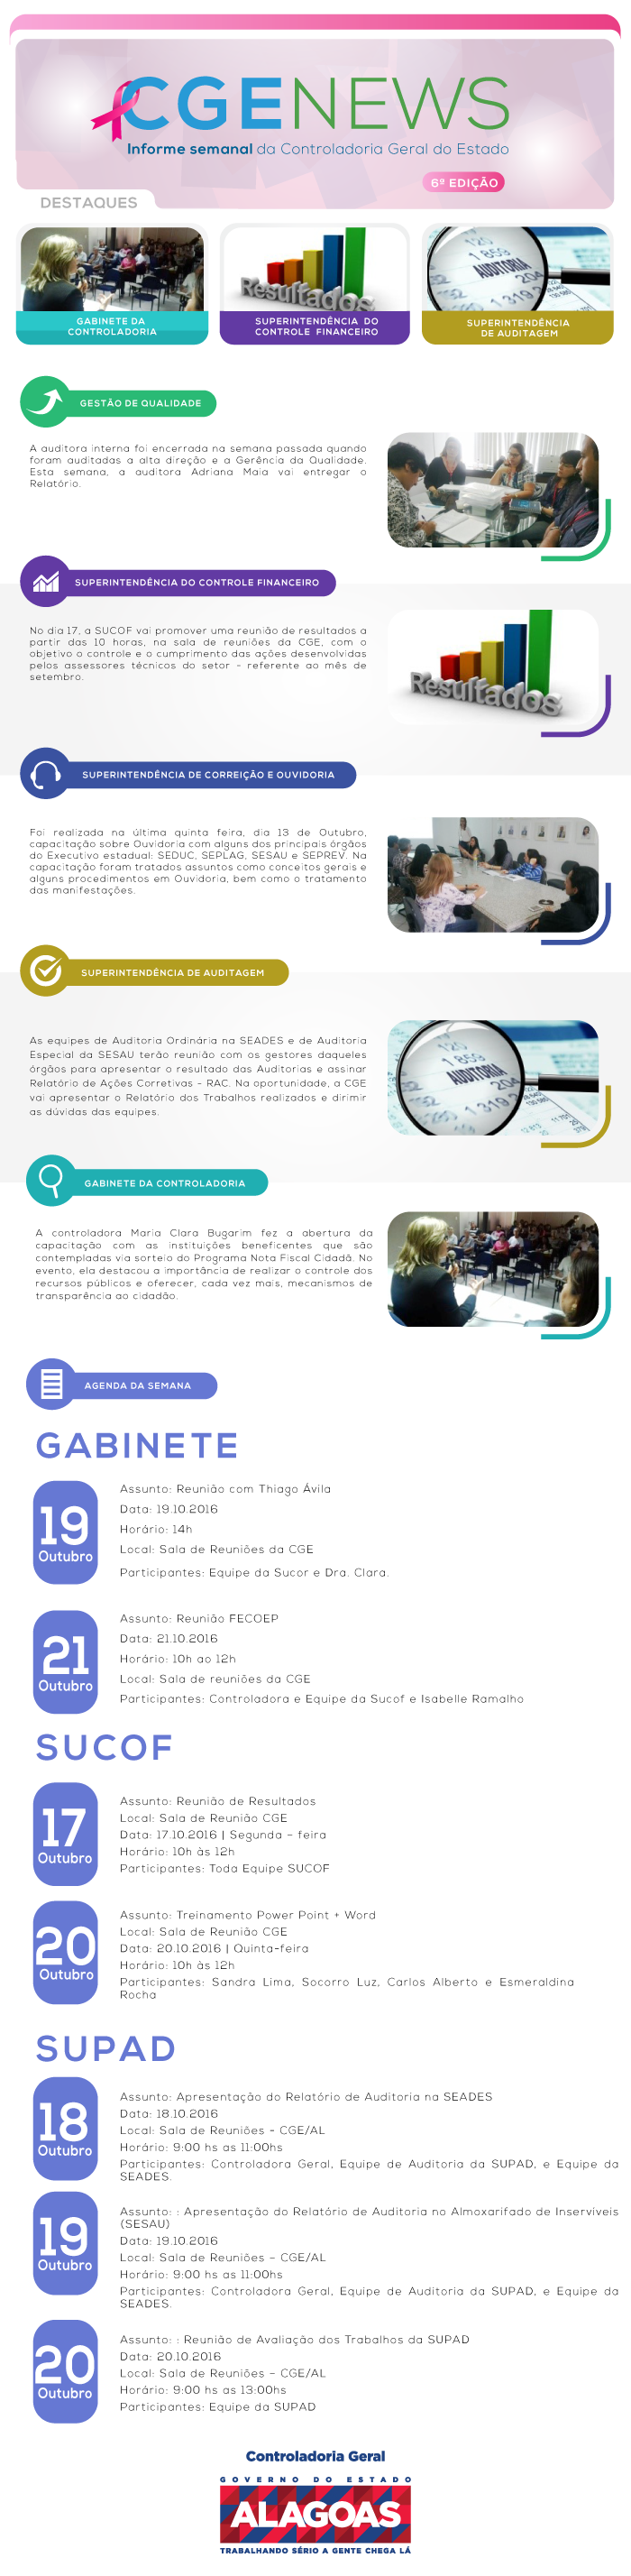 CGENEWS
Informe semanal da Controladoria Geral do Estado
6º EDIÇÃO
DESTAQUES
Resultados
AUDITORIA
GABINETE DA
CONTROLADORIA
SUPERINTENDÊNCIA DO
CONTROLE FINANCEIRO
SUPERINTENDÊNCIA
DE AUDITAGEM
GESTÃO DE QUALIDADE
A auditora interna foi encerrada na semana passada quando
foram auditadas a alta direção e a Gerência da Qualidade.
Esta semana, a auditora Adriana Maia vai entregar o
Relatório.
SUPERINTENDÊNCIA DO CONTROLE FINANCEIRO
No dia 17, a SUCOF vai promover uma reunião de resultados a
partir das 10 horas, na sala de reuniões da CGE, com o
objetivo o controle e o cumprimento das ações desenvolvidas
pelos assessores técnicos do setor - referente ao mês de
setembro.
Resultados
SUPERINTENDÊNCIA DE CORREIÇÃO E OUVIDORIA
Foi realizada na última quinta feira, dia 13 de Outubro,
capacitação sobre Ouvidoria com alguns dos principais órgãos
do Executivo estadual: SEDUC, SEPLAG, SESAU e SEPREV. Na
capacitação foram tratados assuntos como conceitos gerais e
alguns procedimentos em Ouvidoria, bem como o tratamento
das manifestações.
SUPERINTENDÊNCIA DE AUDITAGEM
As equipes de Auditoria Ordinária na SEADES e de Auditoria
Especial da SESAU terão reunião com os gestores daqueles
órgãos para apresentar o resultado das Auditorias e assinar
Relatório de Ações Corretivas - RAC. Na oportunidade, a CGE
vai apresentar o Relatório dos Trabalhos realizados e dirimir
as dúvidas das equipes.
AUDITORIA
GABINETE DA CONTROLADORIA
A controladora Maria Clara Bugarim fez a abertura da
capacitação com as instituições beneficentes que são
contempladas via sorteio do Programa Nota Fiscal Cidadã. No
evento, ela destacou a importância de realizar o controle dos
recursos públicos e oferecer, cada vez mais, mecanismos de
transparência ao cidadão.
AGENDA DA SEMANA
GABINETE
19
Outubro
Assunto: Reunião com Thiago Ávila
Data: 19.10.2016
Horário: 14h
Local: Sala de Reuniões da CGE
Participantes: Equipe da Sucor e Dra. Clara.
21
Outubro
Assunto: Reunião FECOEP
Data: 21.10.2016
Horário: 10h ao 12h
Local: Sala de reuniões da CGE
Participantes: Controladora e Equipe da Sucof e Isabelle Ramalho
SUCOF
17
Outubro
Assunto: Reunião de Resultados
Local: Sala de Reunião CGE
Data: 17.10.2016 | Segunda - feira
Horário: 10h às 12h
Participantes: Toda Equipe SUCOF
20
Outubro
Assunto: Treinamento Power Point + Word
Local: Sala de Reunião CGE
Data: 20.10.2016 | Quinta-feira
Horário: 10h às 12h
Participantes: Sandra Lima, Socorro Luz, Carlos Alberto e Esmeraldina
Rocha
SUPAD
18
Outubro
Assunto: Apresentação do Relatório de Auditoria na SEADES
Data: 18.10.2016
Local: Sala de Reuniões - CGE/AL
Horário: 9:00 hs as 11:00hs
Participantes: Controladora Geral, Equipe de Auditoria da SUPAD, e Equipe da
SEADES.
19
Outubro
Assunto: : Apresentação do Relatório de Auditoria no Almoxarifado de Inservíveis
(SESAU)
Data: 19.10.2016
Local: Sala de Reuniões – CGE/AL
Horário: 9:00 hs as 11:00hs
Participantes: Controladora Geral, Equipe de Auditoria da SUPAD, e Equipe da
SEADES.
20
Outubro
Assunto: : Reunião de Avaliação dos Trabalhos da SUPAD
Data: 20.10.2016
Local: Sala de Reuniões – CGE/AL
Horário: 9:00 hs as 13:00hs
Participantes: Equipe da SUPAD
Controladoria Geral
GOVERNO DO ESTADO
ALAGOAS
TRABALHANDO SÉRIO A GENTE CHEGA LÁ